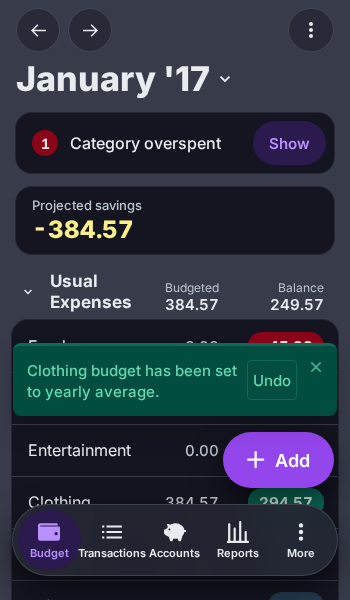 January '17
1 Category overspent Show
Projected savings
-384.57
Usual Expenses Budgeted 384.57 Balance 249.57
Clothing budget has been set to yearly average. Undo
Entertainment 0.00
+ Add
Clothing 384.57 294.57
Budget Transactions Accounts Reports More